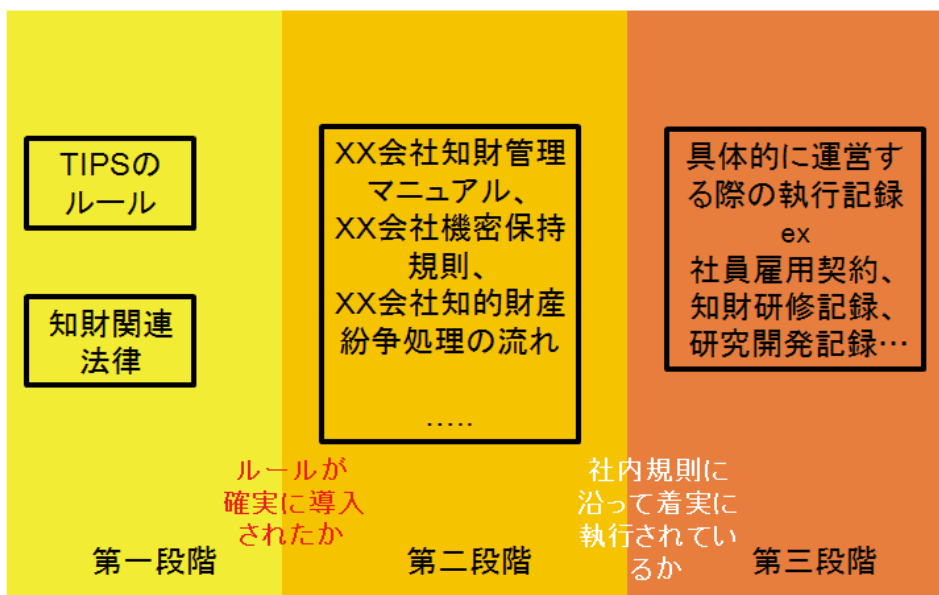 TIPSの
ルール
知財関連
法律
XX会社知財管理
マニュアル、
XX会社機密保持
規則、
XX会社知的財産
紛争処理の流れ
.....
具体的に運営す
る際の執行記録
ex
社員雇用契約、
知財研修記録、
研究開発記録…
ルールが
確実に導入
されたか
社内規則に
沿って着実に
執行されてい
るか
第一段階
第二段階
第三段階